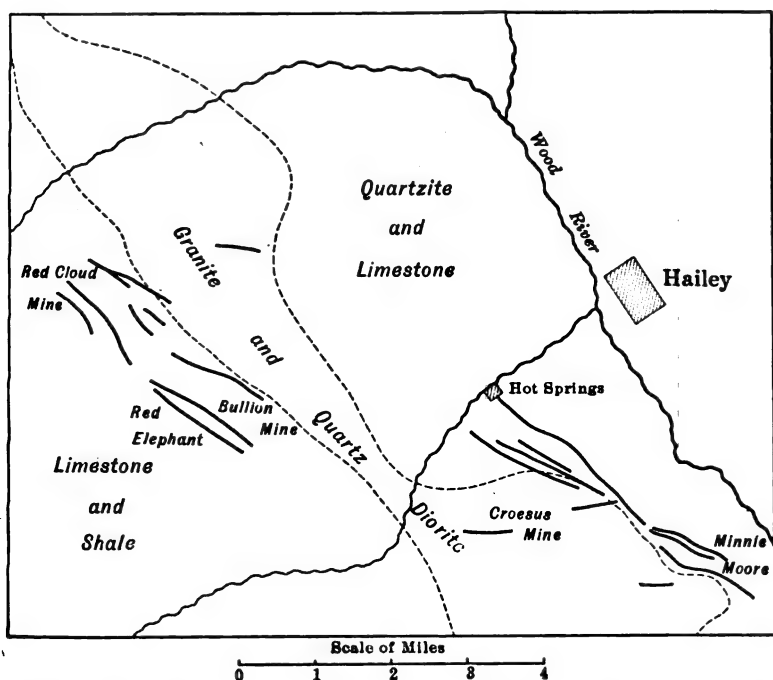 Wood
River
Quartzite
and
Limestone
Hailey
Granite
and
Quartz
Dioritc
Red Cloud
Mine
Hot Springs
Bullion
Mine
Red
Elephant
Limestone
and
Shale
Croesus
Mine
Minnie
Moore
Scale of Miles
0 1 2 3 4